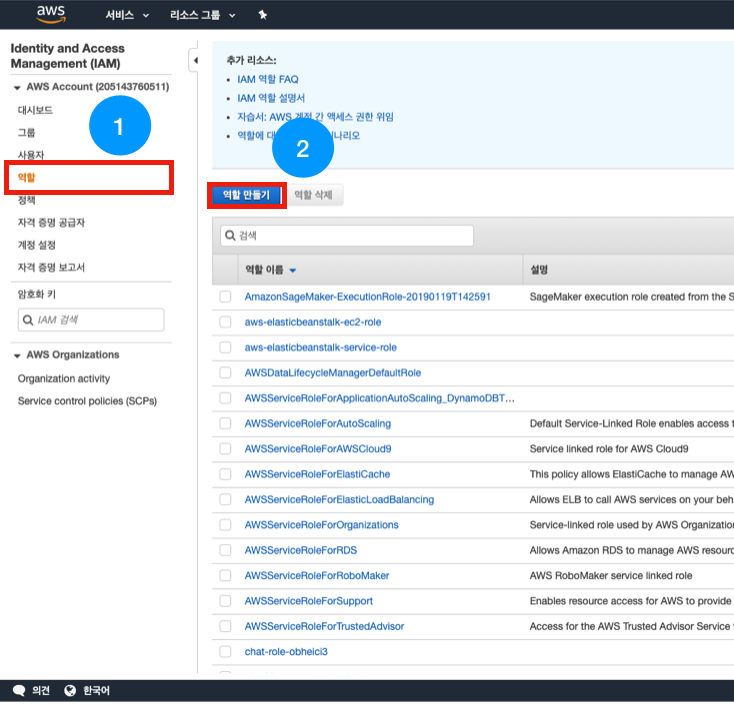 aws 서비스 리소스 그룹
Identity and Access
Management (IAM)
AWS Account (205143760511)
대시보드
그룹
사용자
역할
정책
자격 증명 공급자
계정 설정
자격 증명 보고서
암호화 키
IAM 검색
AWS Organizations
Organization activity
Service control policies (SCPs)
1
추가 리소스:
IAM 역할 FAQ
IAM 역할 설명서
자습서: AWS 계정 간 액세스 권한 위임
역할에 대
나리오
2
역할 만들기 역할 삭제
검색
역할 이름 설명
AmazonSageMaker-ExecutionRole-20190119T142591 SageMaker execution role created from the S
aws-elasticbeanstalk-ec2-role
aws-elasticbeanstalk-service-role
AWSDataLifecycleManagerDefaultRole
AWSServiceRoleForApplicationAutoScaling_DynamoDBT...
AWSServiceRoleForAutoScaling Default Service-Linked Role enables access t
AWSServiceRoleForAWSCloud9 Service linked role for AWS Cloud9
AWSServiceRoleForElastiCache This policy allows ElastiCache to manage AW
AWSServiceRoleForElasticLoadBalancing Allows ELB to call AWS services on your beh
AWSServiceRoleForOrganizations Service-linked role used by AWS Organizatio
AWSServiceRoleForRDS Allows Amazon RDS to manage AWS resourc
AWSServiceRoleForRoboMaker AWS RoboMaker service linked role
AWSServiceRoleForSupport Enables resource access for AWS to provide
AWSServiceRoleForTrustedAdvisor Access for the AWS Trusted Advisor Service
chat-role-obheici3
의견 한국어